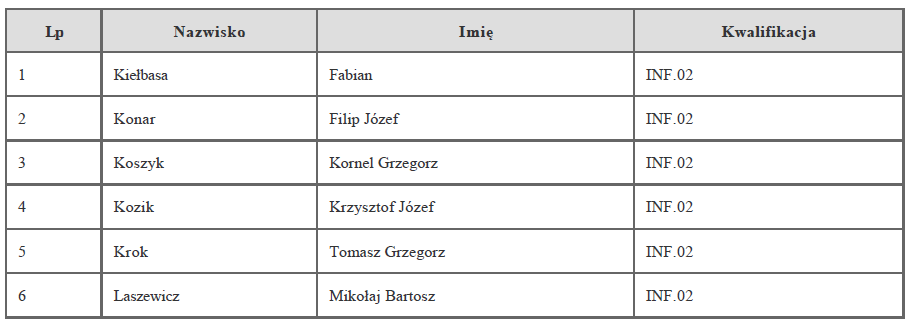 Lp Nazwisko Imię Kwalifikacja
1 Kiełbasa Fabian INF.02
2 Konar Filip Józef INF.02
3 Koszyk Kornel Grzegorz INF.02
4 Kozik Krzysztof Józef INF.02
5 Krok Tomasz Grzegorz INF.02
6 Laszewicz Mikołaj Bartosz INF.02